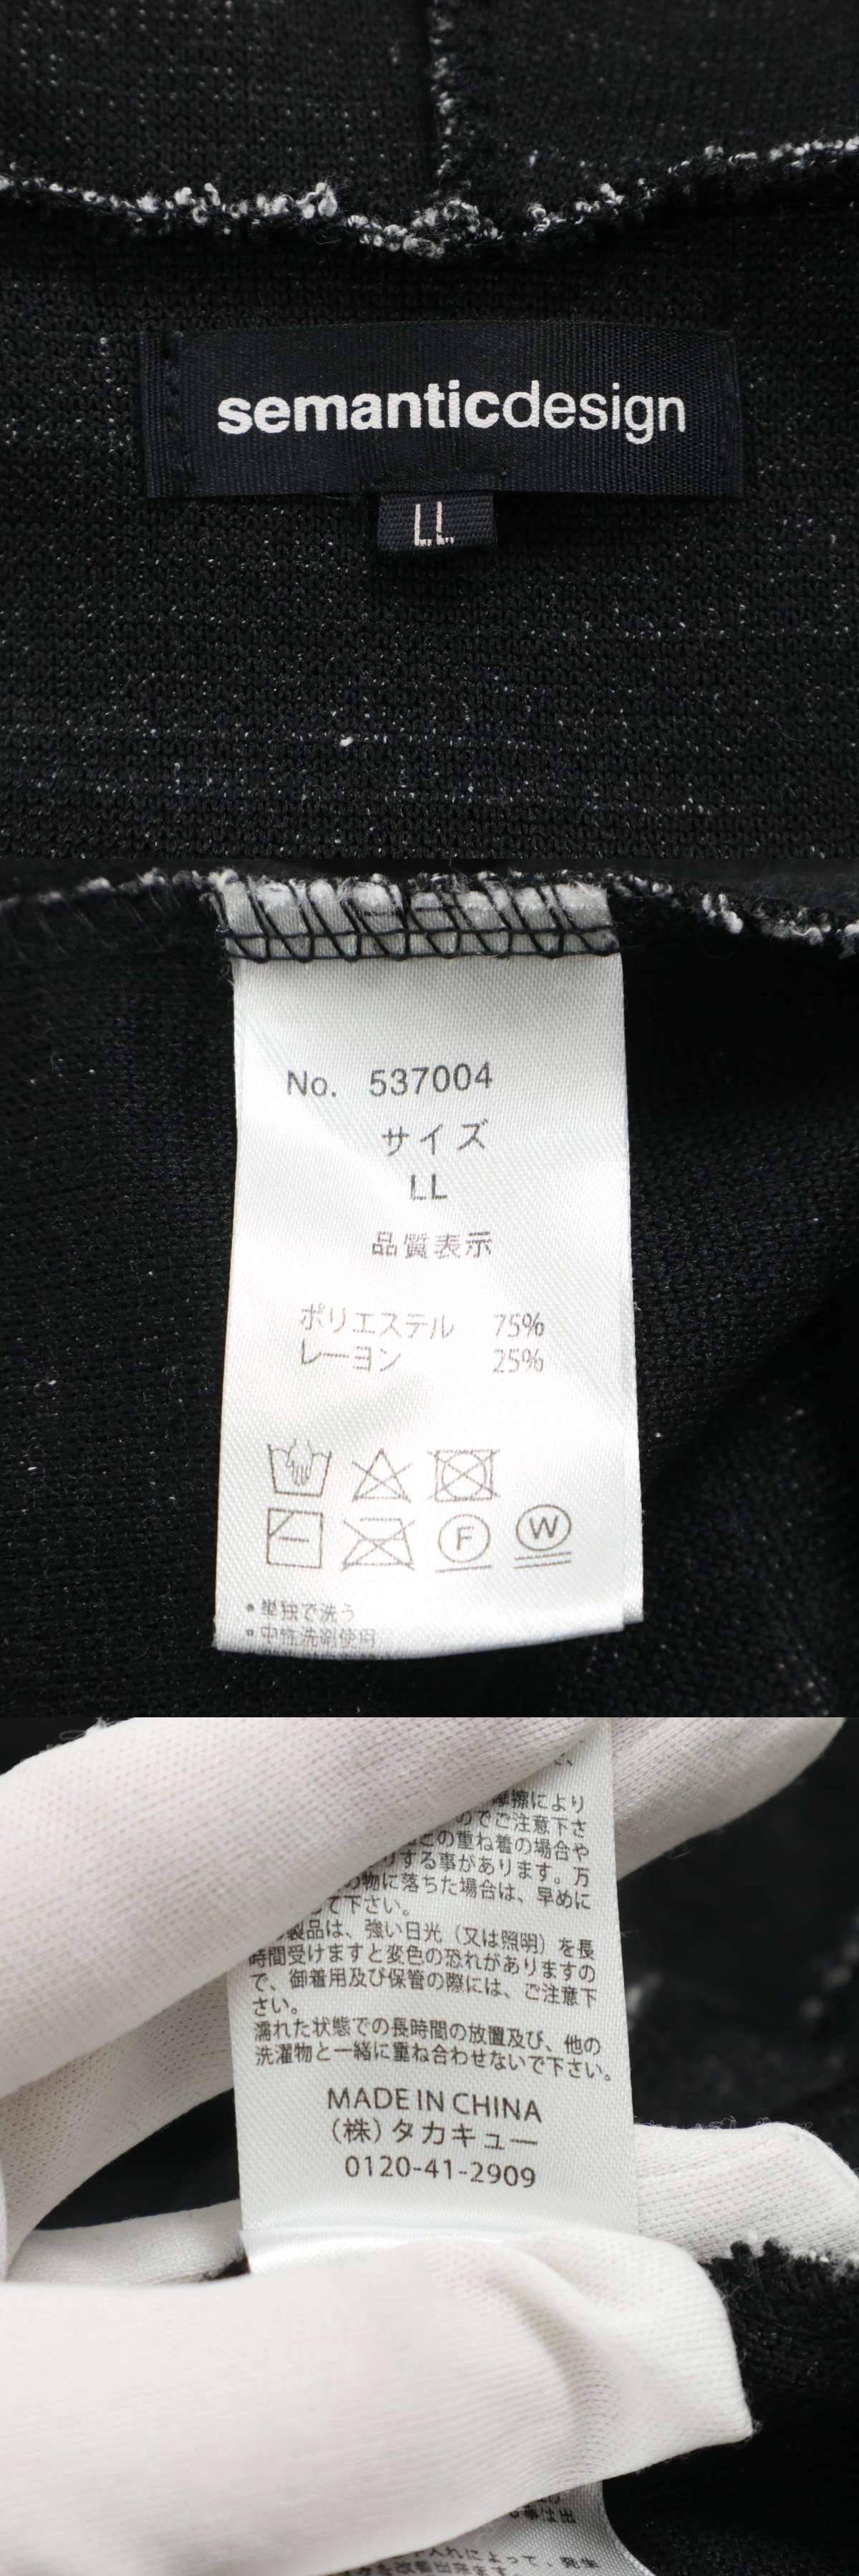 semanticdesign
LL
No. 537004
サイズ
LL
品質表示
ポリエステル 75%
レーヨン 25%
F W
・単独で洗う
・中性洗剤使用
摩擦により
のでご注意下さ
の重ね着の場合や
りする事があります。万
の物に落ちた場合は、早めに
して下さい。
製品は、強い日光（又は照明）を長
時間受けますと変色の恐れがありますの
で、御着用及び保管の際には、ご注意下
さい。
濡れた状態での長時間の放置及び、他の
洗濯物と一緒に重ね合わせないで下さい。
MADE IN CHINA
（株）タカキュー
0120-41-2909
入れによって、発生